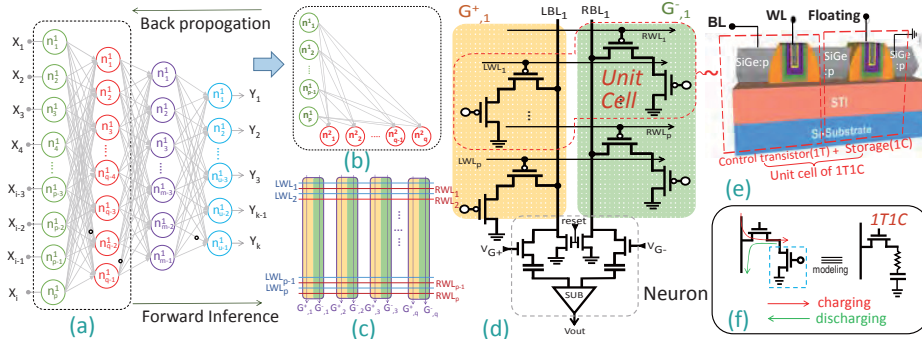 Back propagation
X1
X2
X3
X4
Xi-3
Xi-2
Xi-1
Xi
Y1
Y2
Y3
Yk-1
Yk
(a)
Forward Inference
(b)
LWL1
LWL2
LWLp-1
LWLp
RWL1
RWL2
RWLp-1
RWLp
(c)
G+,1
LBL1
RBL1
G-,1
RWL1
LWL1
Unit
Cell
RWLp
LWLp
reset
VG+
VG-
SUB
Vout
Neuron
(d)
BL
WL
Floating
SiGe:p
SiGe
:p
SiGe:p
STI
Si-Substrate
Control transistor(1T) + Storage(1C)
Unit cell of 1T1C
(e)
1T1C
modeling
charging
discharging
(f)